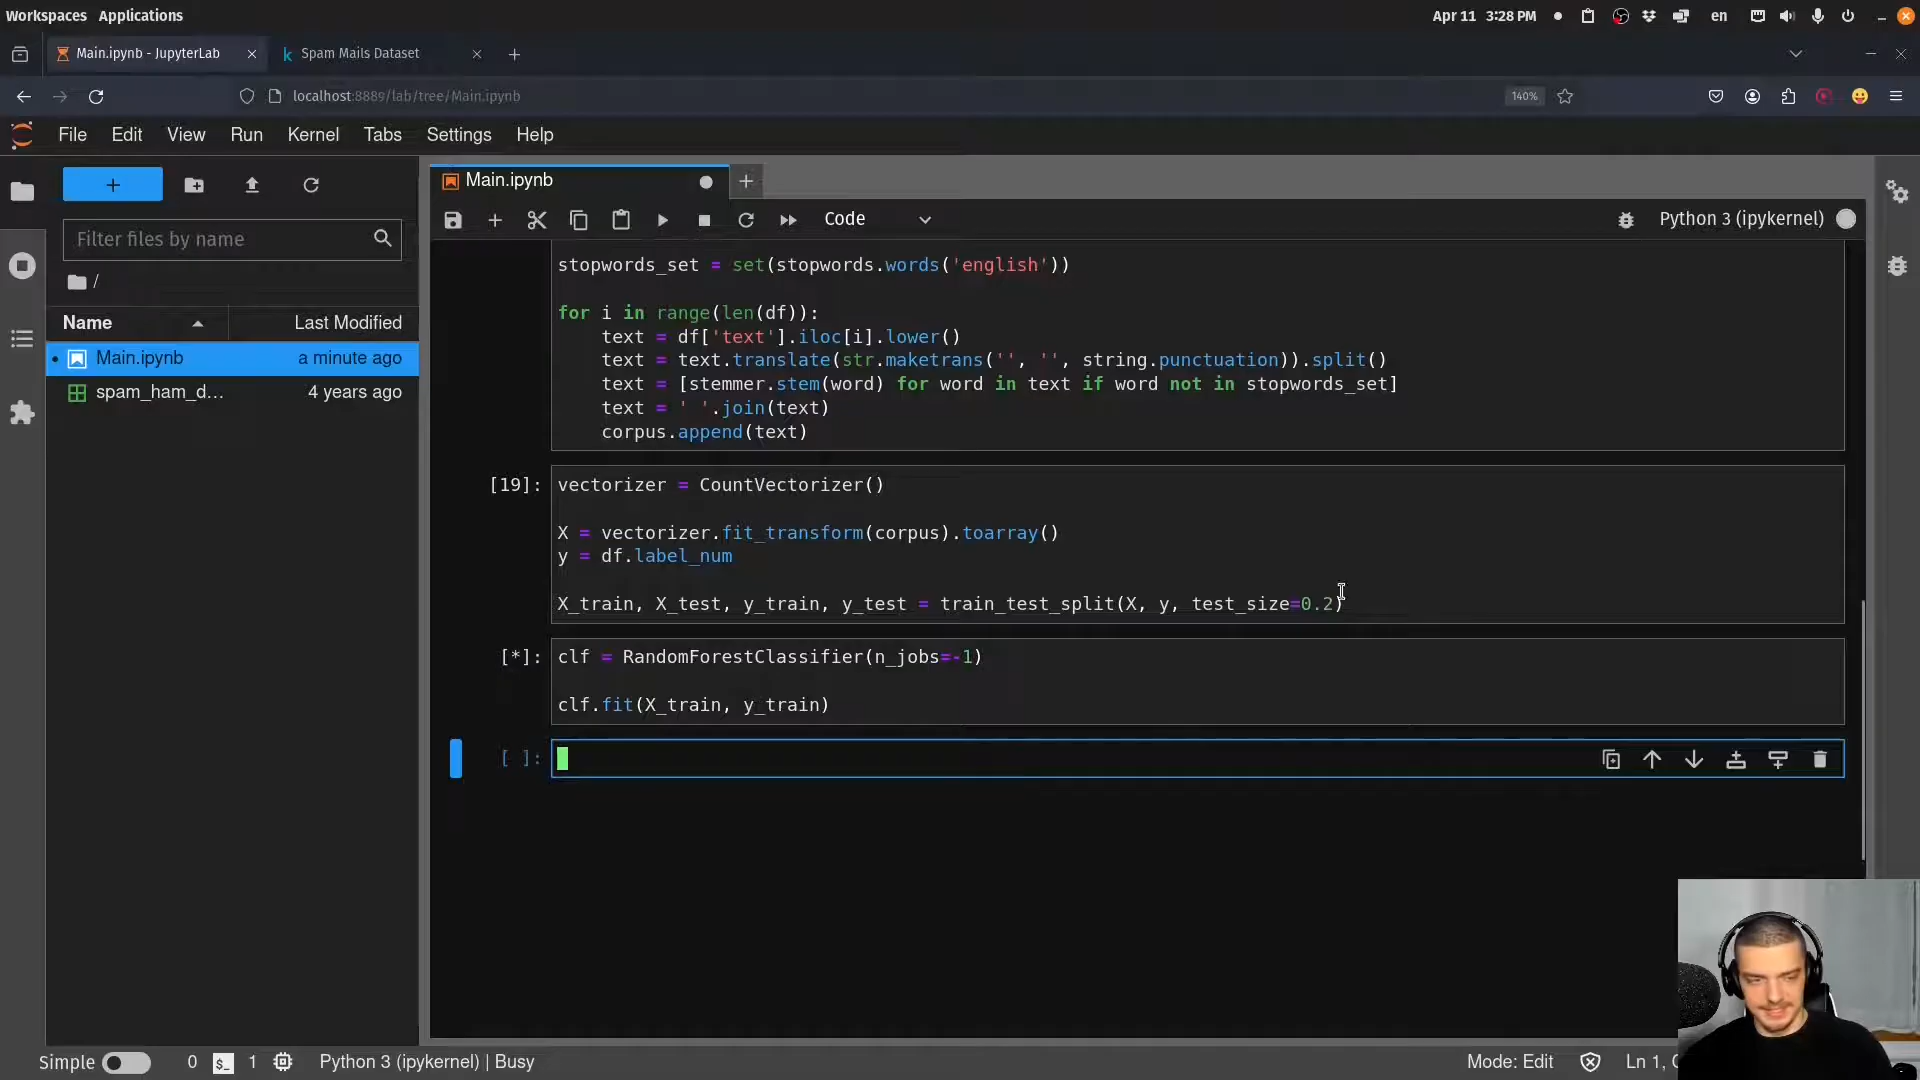 Workspaces Applications
Apr 11 3:28 PM
en
Main.ipynb - JupyterLab
Spam Mails Dataset
localhost:8889/lab/tree/Main.ipynb
140%
File Edit View Run Kernel Tabs Settings Help
Filter files by name
/
Name
Last Modified
Main.ipynb
a minute ago
spam_ham_d...
4 years ago
Main.ipynb
Code
Python 3 (ipykernel)
stopwords_set = set(stopwords.words('english'))
for i in range(len(df)):
text = df['text'].iloc[i].lower()
text = text.translate(str.maketrans('', '', string.punctuation)).split()
text = [stemmer.stem(word) for word in text if word not in stopwords_set]
text = ' '.join(text)
corpus.append(text)
[19]:
vectorizer = CountVectorizer()
X = vectorizer.fit_transform(corpus).toarray()
y = df.label_num
X_train, X_test, y_train, y_test = train_test_split(X, y, test_size=0.2)
[*]:
clf = RandomForestClassifier(n_jobs=-1)
clf.fit(X_train, y_train)
[ ]:
Simple
0
1
Python 3 (ipykernel) | Busy
Mode: Edit
Ln 1,